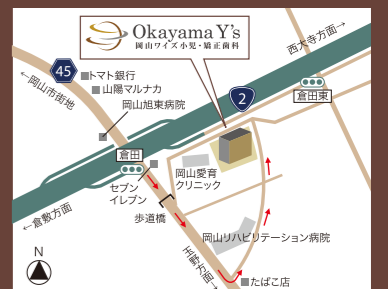 Okayama Y's
岡山ワイズ小児・矯正歯科
西大寺方面→
45
←岡山市街地
トマト銀行
山陽マルナカ
岡山旭東病院
2
倉田東
倉田
セブン
イレブン
岡山愛育
クリニック
歩道橋
←倉敷方面
岡山リハビリテーション病院
玉野方面→
N
たばこ店